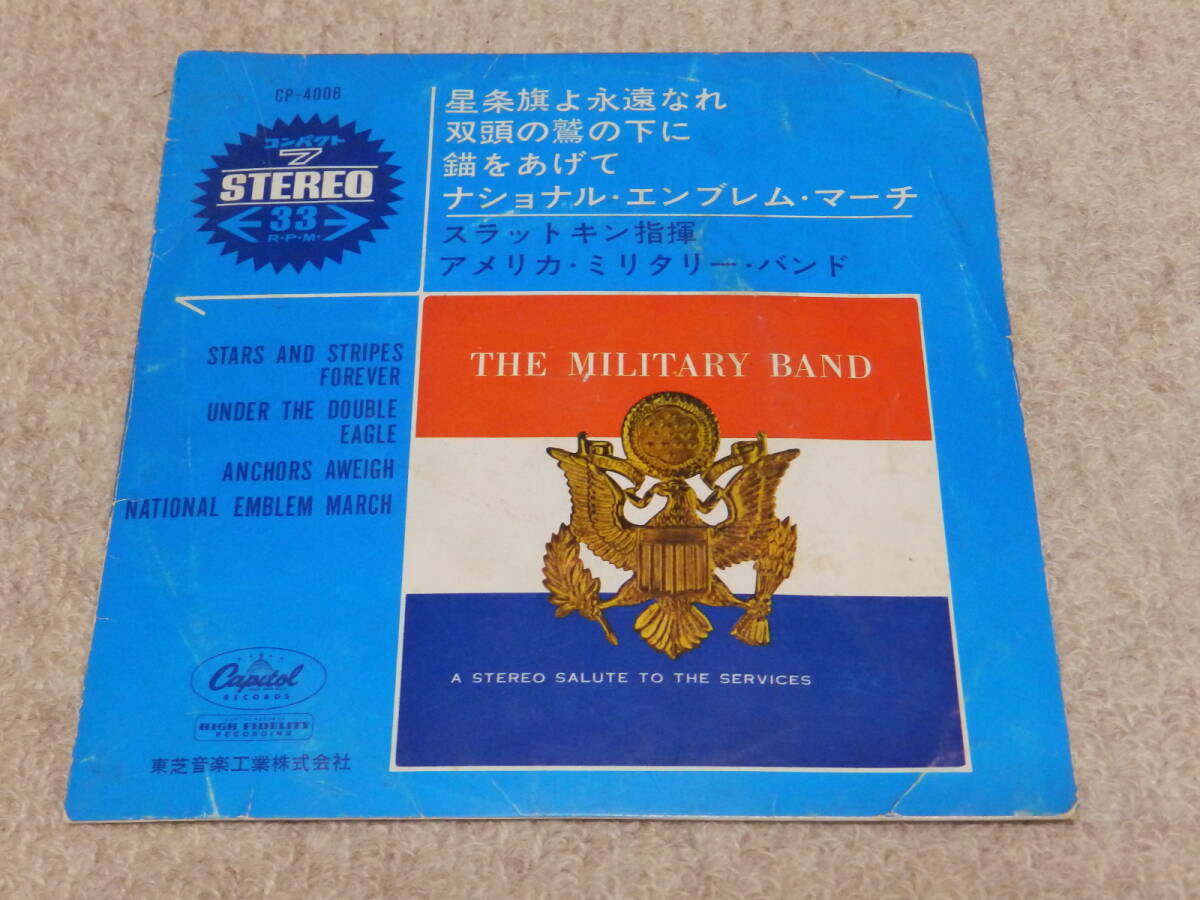 CP-4006
コンパクト
7
STEREO
33
R·P·M·
星条旗よ永遠なれ
双頭の鷲の下に
錨をあげて
ナショナル・エンブレム・マーチ
スラットキン指揮
アメリカ・ミリタリー・バンド
STARS AND STRIPES
FOREVER
UNDER THE DOUBLE
EAGLE
ANCHORS AWEIGH
NATIONAL EMBLEM MARCH
THE MILITARY BAND
A STEREO SALUTE TO THE SERVICES
Capitol
RECORDS
HIGH FIDELITY
RECORDING
東芝音楽工業株式会社